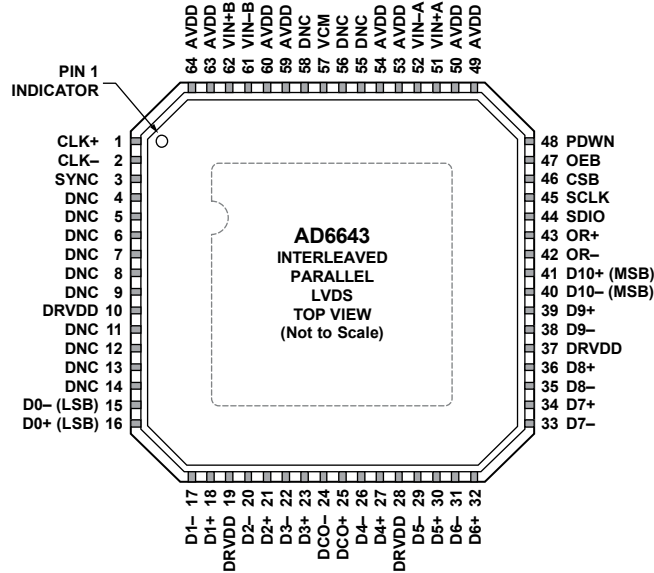 64 AVDD
63 AVDD
62 VIN+B
61 VIN–B
60 AVDD
59 AVDD
58 DNC
57 VCM
56 DNC
55 DNC
54 AVDD
53 AVDD
52 VIN–A
51 VIN+A
50 AVDD
49 AVDD
PIN 1
INDICATOR
CLK+ 1
CLK– 2
SYNC 3
DNC 4
DNC 5
DNC 6
DNC 7
DNC 8
DNC 9
DRVDD 10
DNC 11
DNC 12
DNC 13
DNC 14
D0– (LSB) 15
D0+ (LSB) 16
AD6643
INTERLEAVED
PARALLEL
LVDS
TOP VIEW
(Not to Scale)
48 PDWN
47 OEB
46 CSB
45 SCLK
44 SDIO
43 OR+
42 OR–
41 D10+ (MSB)
40 D10– (MSB)
39 D9+
38 D9–
37 DRVDD
36 D8+
35 D8–
34 D7+
33 D7–
D1– 17
D1+ 18
DRVDD 19
D2– 20
D2+ 21
D3– 22
D3+ 23
DCO– 24
DCO+ 25
D4– 26
D4+ 27
DRVDD 28
D5– 29
D5+ 30
D6– 31
D6+ 32